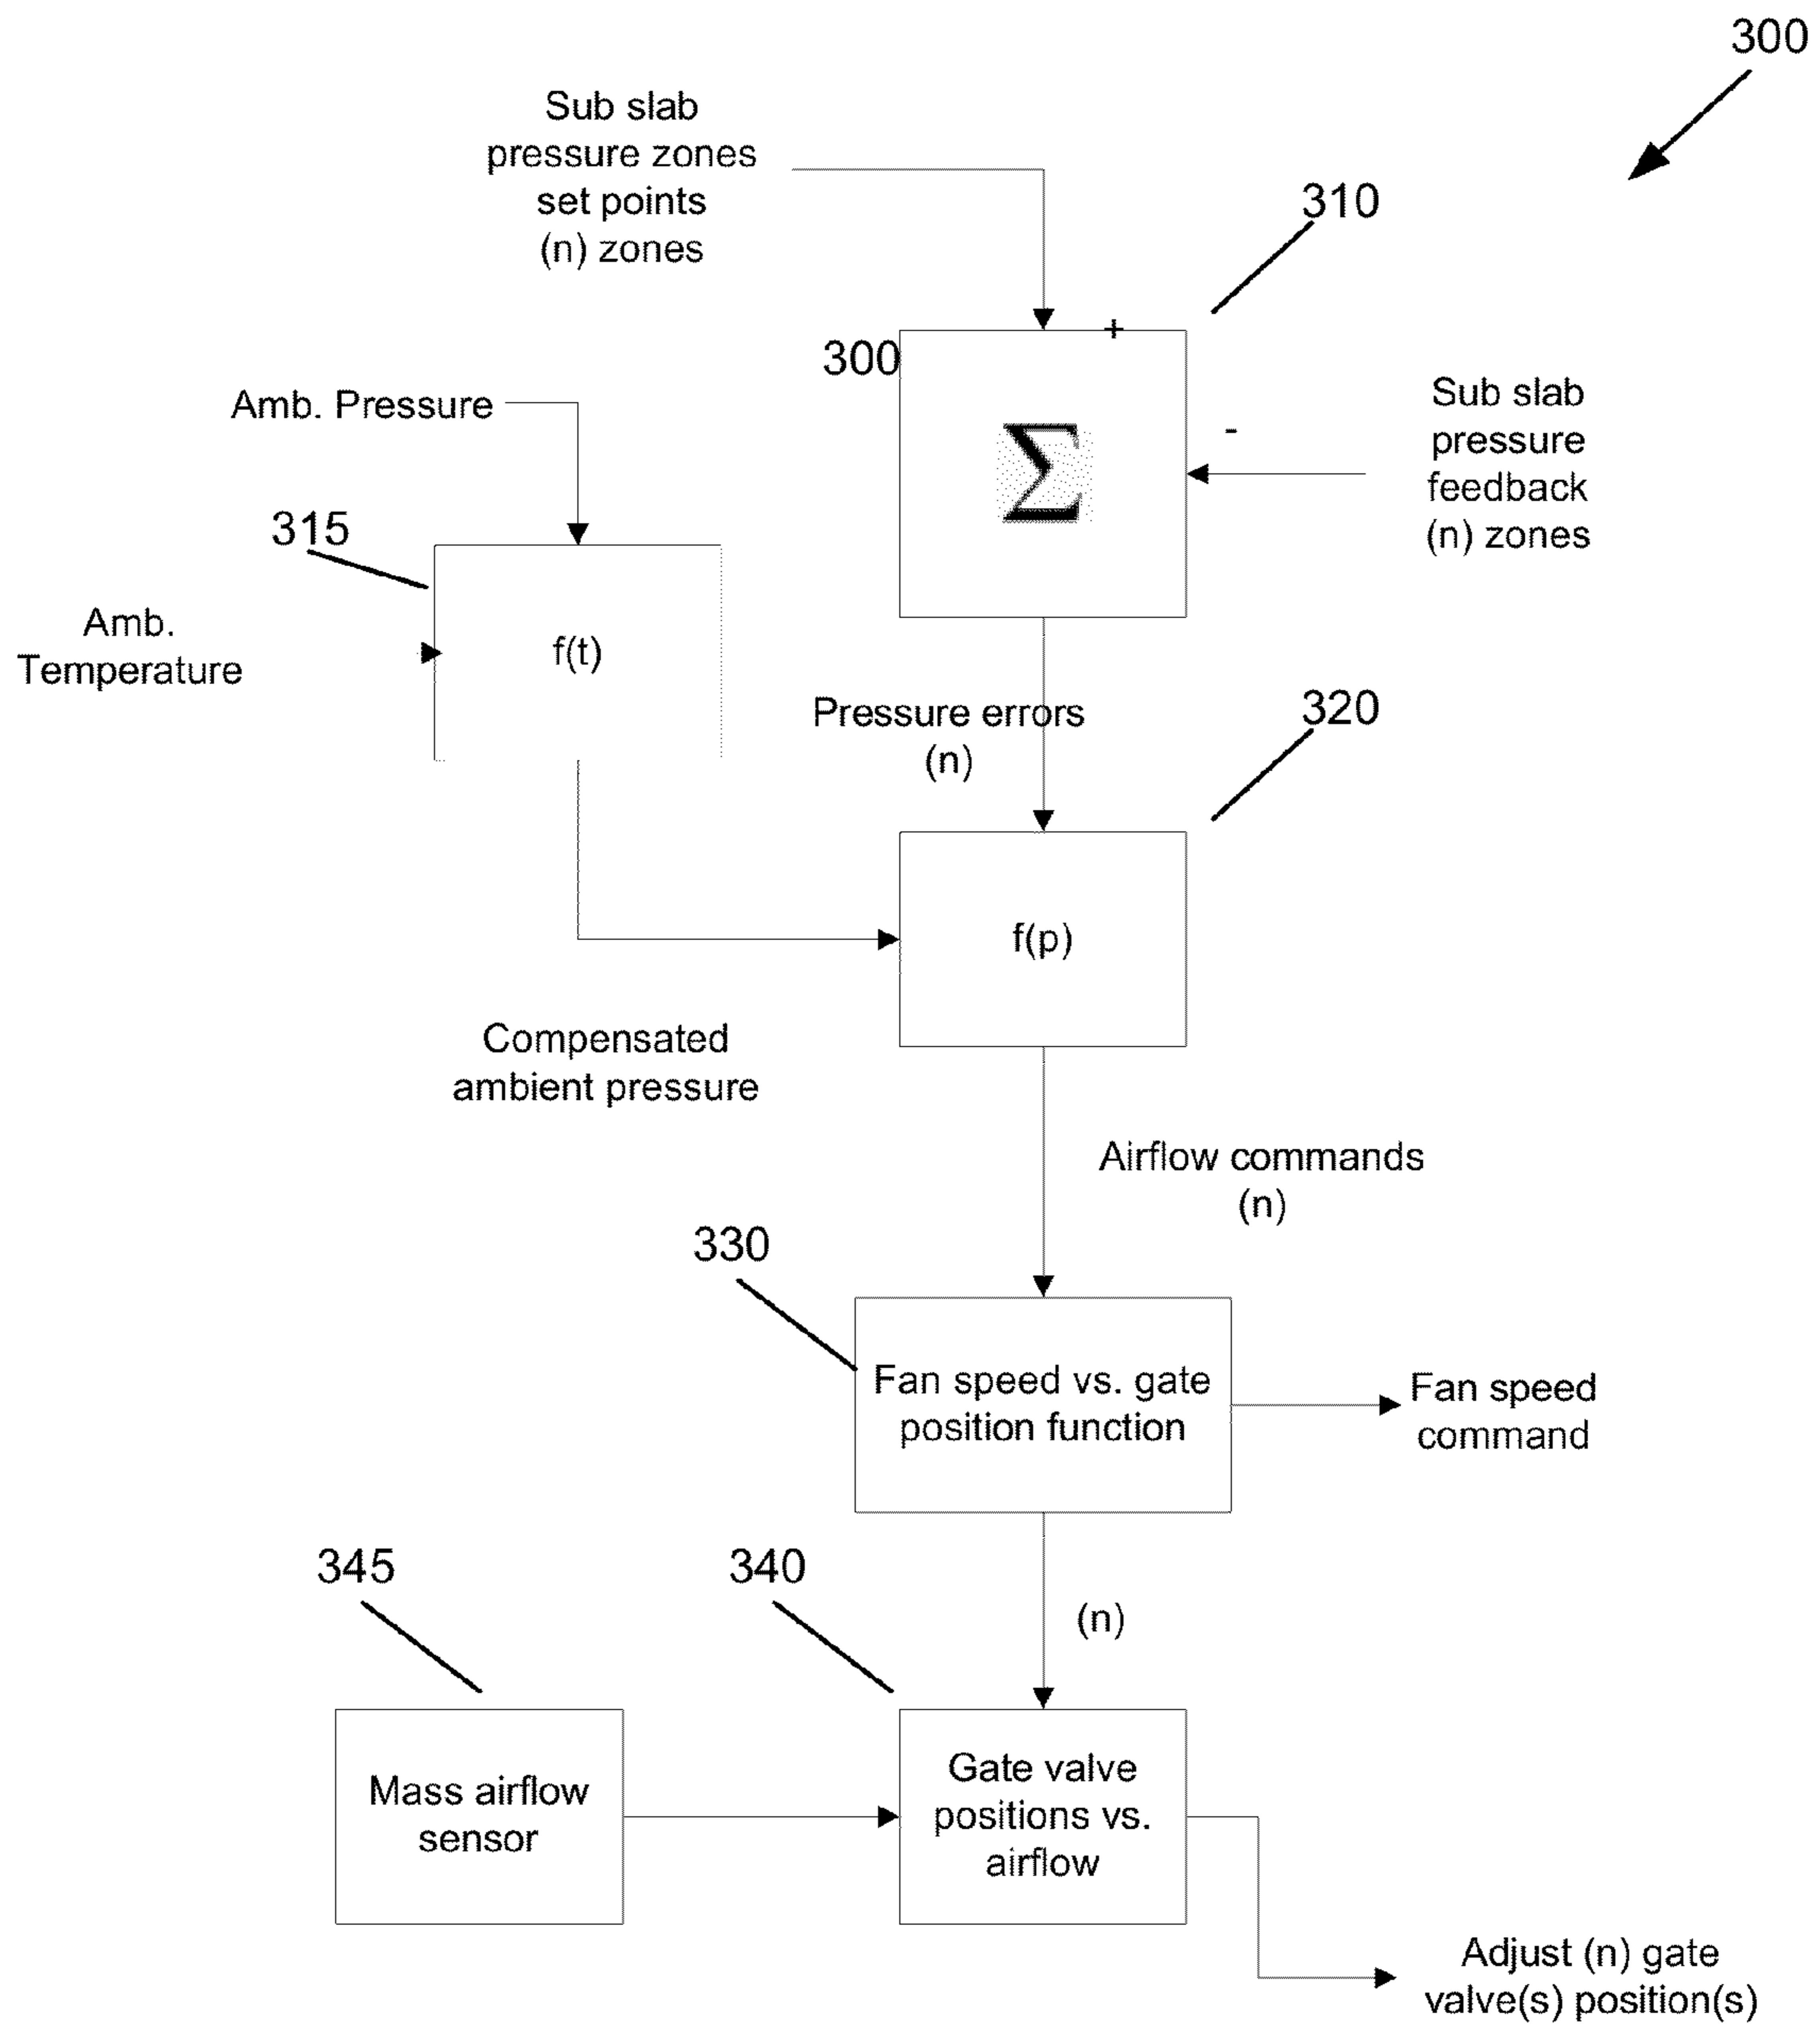 300
Sub slab
pressure zones
set points
(n) zones
310
+
300
Σ
-
Sub slab
pressure
feedback
(n) zones
Amb. Pressure
315
Amb.
Temperature
f(t)
Pressure errors
(n)
320
f(p)
Compensated
ambient pressure
Airflow commands
(n)
330
Fan speed vs. gate
position function
Fan speed
command
345
340
(n)
Mass airflow
sensor
Gate valve
positions vs.
airflow
Adjust (n) gate
valve(s) position(s)